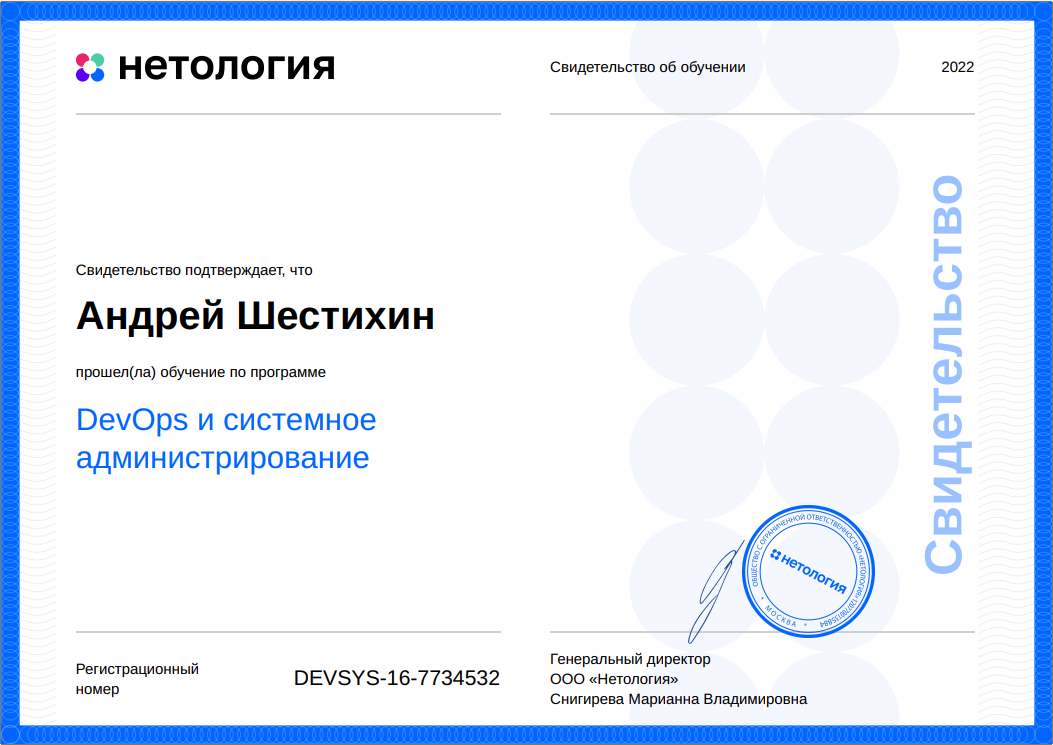 нетология
Свидетельство об обучении
2022
Свидетельство подтверждает, что
Андрей Шестихин
прошел(ла) обучение по программе
DevOps и системное
администрирование
Свидетельство
ОБЩЕСТВО С ОГРАНИЧЕННОЙ ОТВЕТСТВЕННОСТЬЮ «НЕТОЛОГИЯ»
МОСКВА
нетология
Регистрационный
номер
DEVSYS-16-7734532
Генеральный директор
ООО «Нетология»
Снигирева Марианна Владимировна